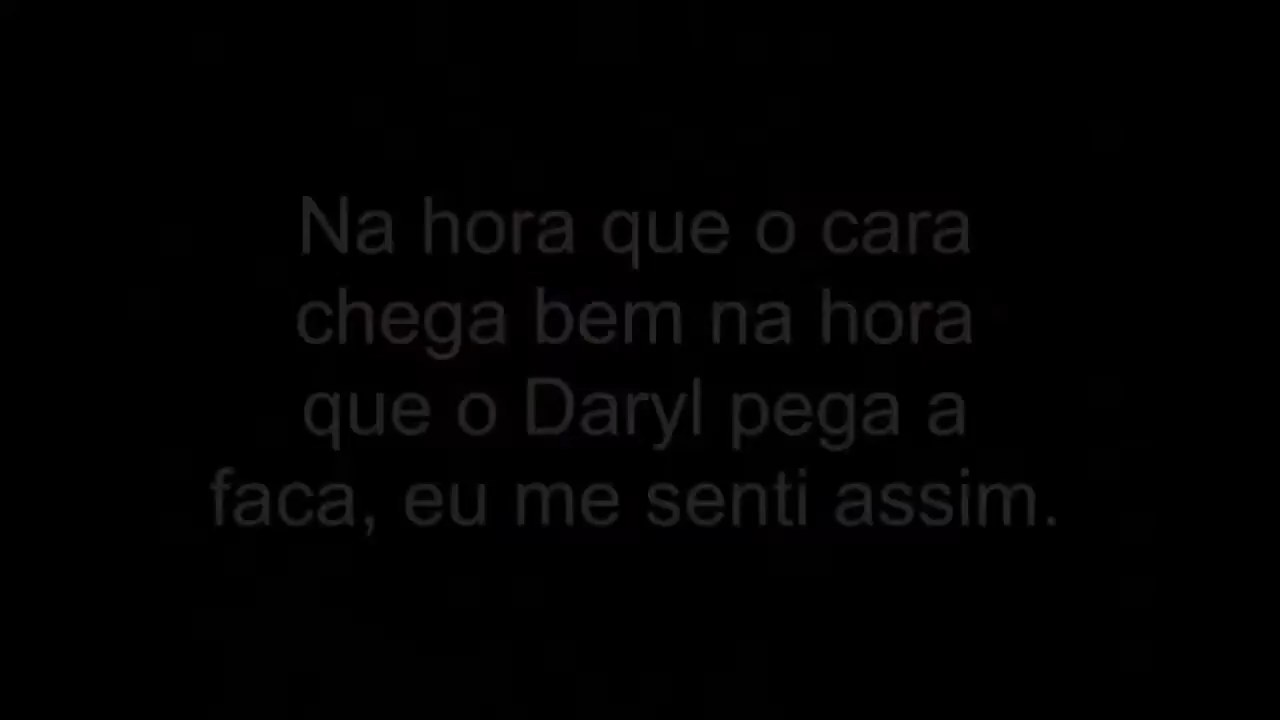 Na hora que o cara
chega bem na hora
que o Daryl pega a
faca, eu me senti assim.